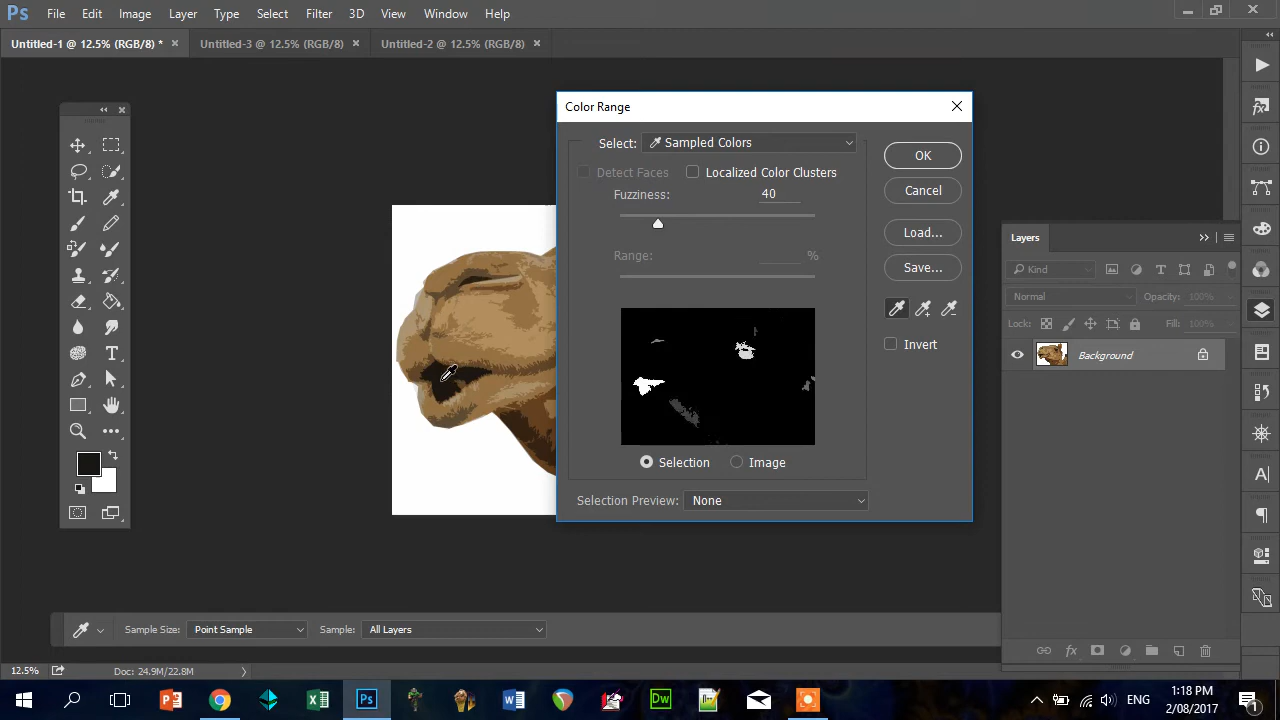 Ps File Edit Image Layer Type Select Filter 3D View Window Help
Untitled-1 @ 12.5% (RGB/8) * Untitled-3 @ 12.5% (RGB/8) Untitled-2 @ 12.5% (RGB/8)
Color Range
Select: Sampled Colors
OK
Detect Faces Localized Color Clusters
Fuzziness: 40
Cancel
Range: %
Load...
Save...
Invert
Selection Image
Selection Preview: None
Layers
Kind
Normal Opacity: 100%
Lock: Fill: 100%
Background
Sample Size: Point Sample Sample: All Layers
12.5% Doc: 24.9M/22.8M
ENG
1:18 PM
2/08/2017
1